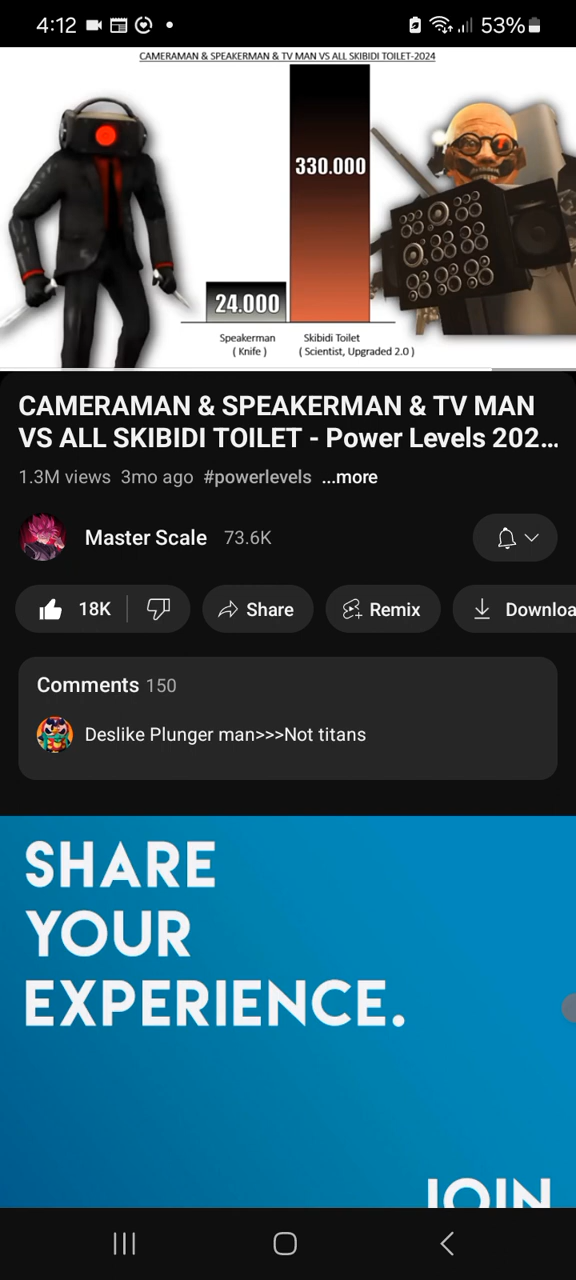 4:12
53%
CAMERAMAN & SPEAKERMAN & TV MAN VS ALL SKIBIDI TOILET-2024
330.000
24.000
Speakerman
( Knife )
Skibidi Toilet
( Scientist, Upgraded 2.0 )
CAMERAMAN & SPEAKERMAN & TV MAN
VS ALL SKIBIDI TOILET - Power Levels 202...
1.3M views 3mo ago #powerlevels ...more
Master Scale 73.6K
18K Share Remix Downloa
Comments 150
Deslike Plunger man>>>Not titans
SHARE
YOUR
EXPERIENCE.
JOIN